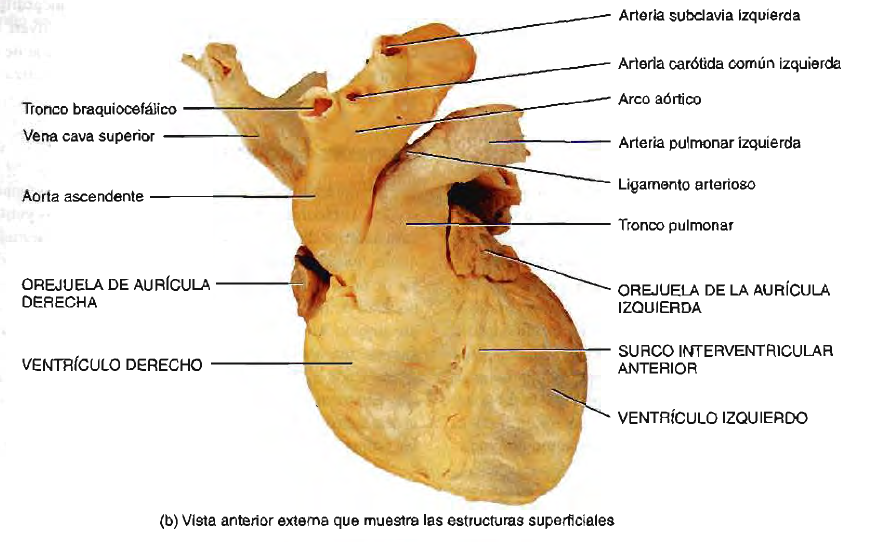 Arteria subclavia izquierda
Arteria carótida común izquierda
Arco aórtico
Arteria pulmonar izquierda
Ligamento arterioso
Tronco pulmonar
OREJUELA DE LA AURÍCULA
IZQUIERDA
SURCO INTERVENTRICULAR
ANTERIOR
VENTRÍCULO IZQUIERDO
Tronco braquiocefálico
Vena cava superior
Aorta ascendente
OREJUELA DE AURÍCULA
DERECHA
VENTRÍCULO DERECHO
(b) Vista anterior externa que muestra las estructuras superficiales